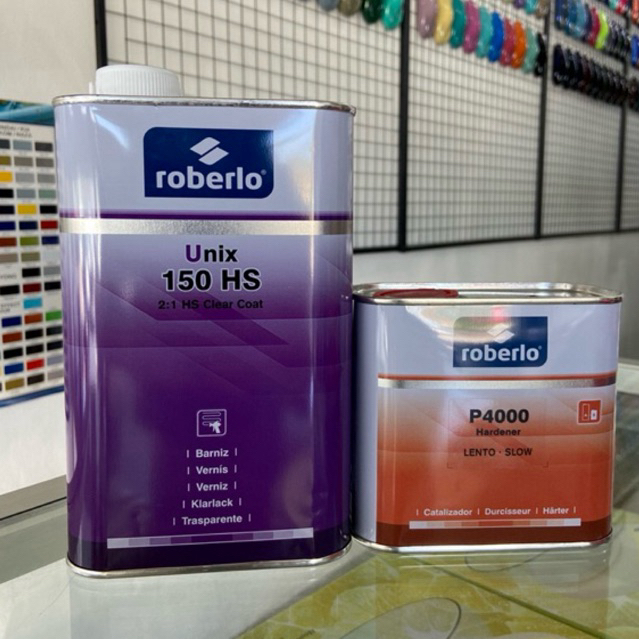 roberlo
Unix
150 HS
2:1 HS Clear Coat
| Barniz |
| Vernís |
| Verniz |
| Klarlack |
| Trasparente |
roberlo
P4000
Hardener
LENTO · SLOW
| Catalizador | Durcisseur | Härter |